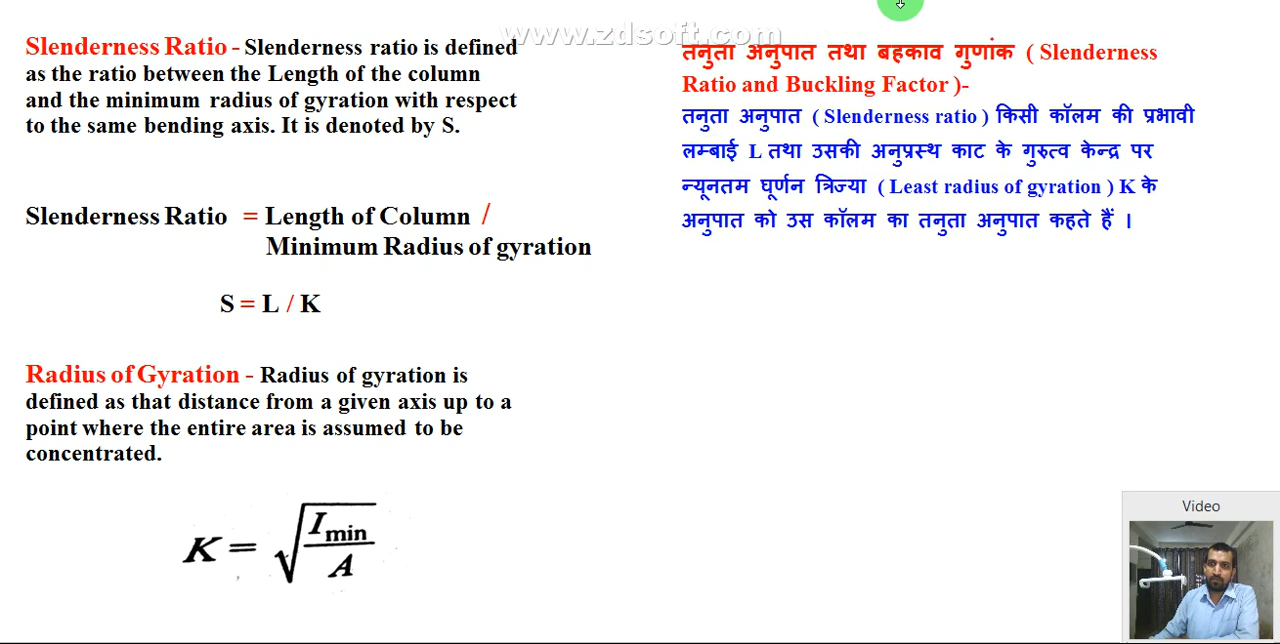 www.zdsoft.com
Slenderness Ratio - Slenderness ratio is defined
as the ratio between the Length of the column
and the minimum radius of gyration with respect
to the same bending axis. It is denoted by S.
Slenderness Ratio = Length of Column /
Minimum Radius of gyration
S = L / K
Radius of Gyration - Radius of gyration is
defined as that distance from a given axis up to a
point where the entire area is assumed to be
concentrated.
K = √(I min / A)
तनुता अनुपात तथा बहकाव गुणांक ( Slenderness
Ratio and Buckling Factor )-
तनुता अनुपात ( Slenderness ratio ) किसी कॉलम की प्रभावी
लम्बाई L तथा उसकी अनुप्रस्थ काट के गुरुत्व केन्द्र पर
न्यूनतम घूर्णन त्रिज्या ( Least radius of gyration ) K के
अनुपात को उस कॉलम का तनुता अनुपात कहते हैं ।
Video